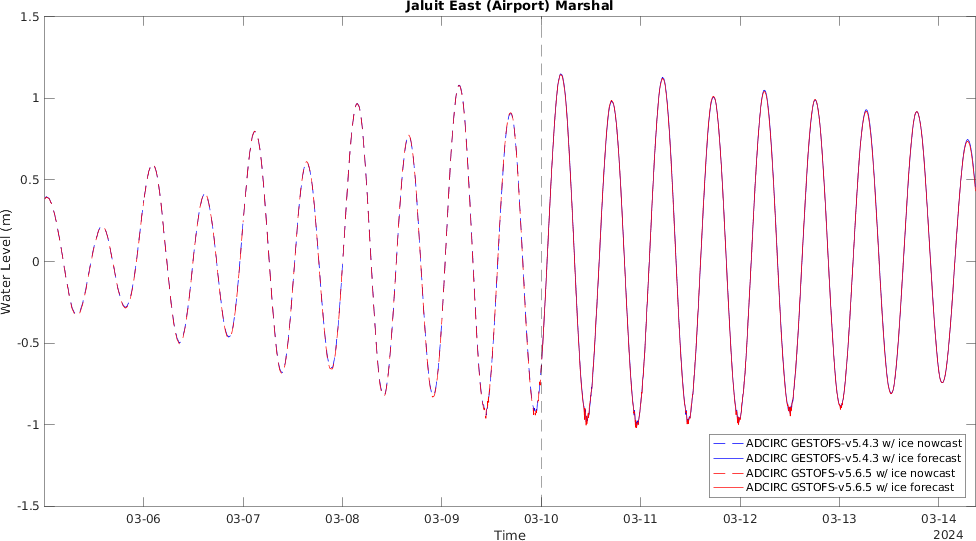 Jaluit East (Airport) Marshal
1.5
1
0.5
0
-0.5
-1
-1.5
Water Level (m)
ADCIRC GESTOFS-v5.4.3 w/ ice nowcast
ADCIRC GESTOFS-v5.4.3 w/ ice forecast
ADCIRC GSTOFS-v5.6.5 w/ ice nowcast
ADCIRC GSTOFS-v5.6.5 w/ ice forecast
03-06 03-07 03-08 03-09 03-10 03-11 03-12 03-13 03-14
Time 2024